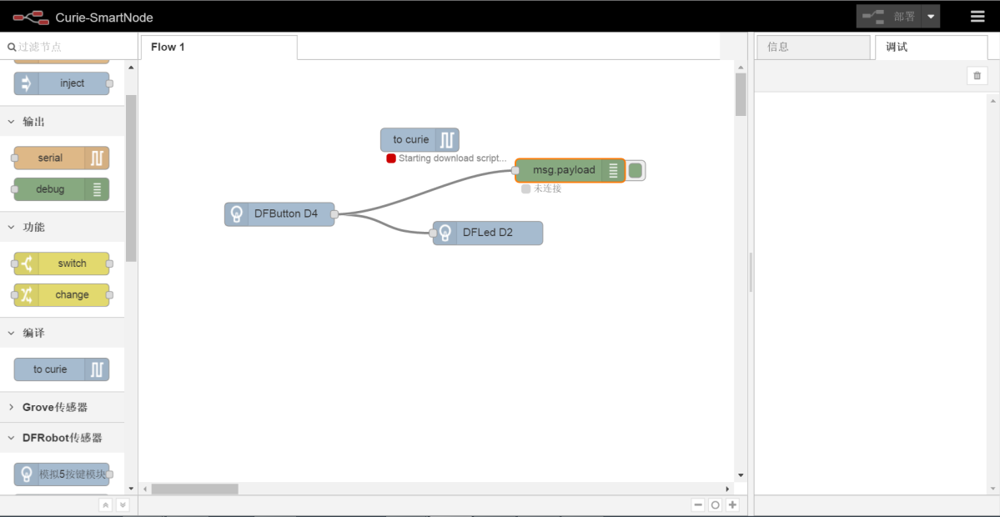 Curie-SmartNode
部署
过滤节点
Flow 1
信息
调试
inject
输出
serial
debug
功能
switch
change
编译
to curie
Grove传感器
DFRobot传感器
模拟5按键模块
to curie
Starting download script...
msg.payload
未连接
DFButton D4
DFLed D2